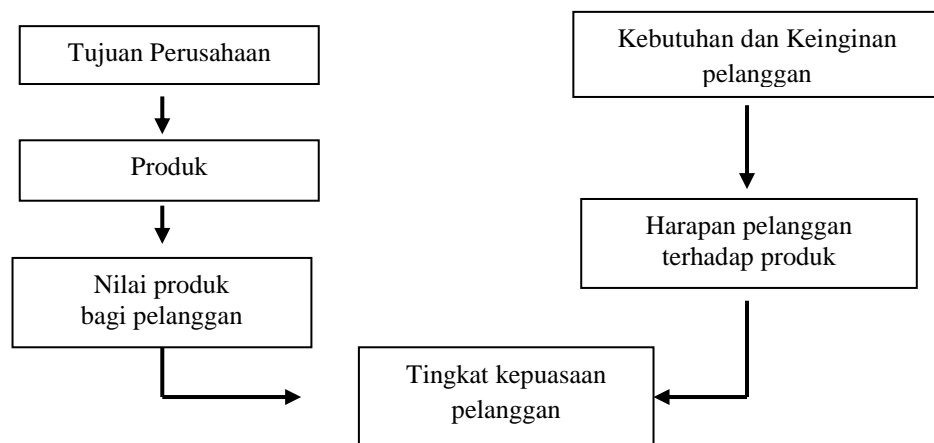 Tujuan Perusahaan
Produk
Nilai produk
bagi pelanggan
Kebutuhan dan Keinginan
pelanggan
Harapan pelanggan
terhadap produk
Tingkat kepuasaan
pelanggan